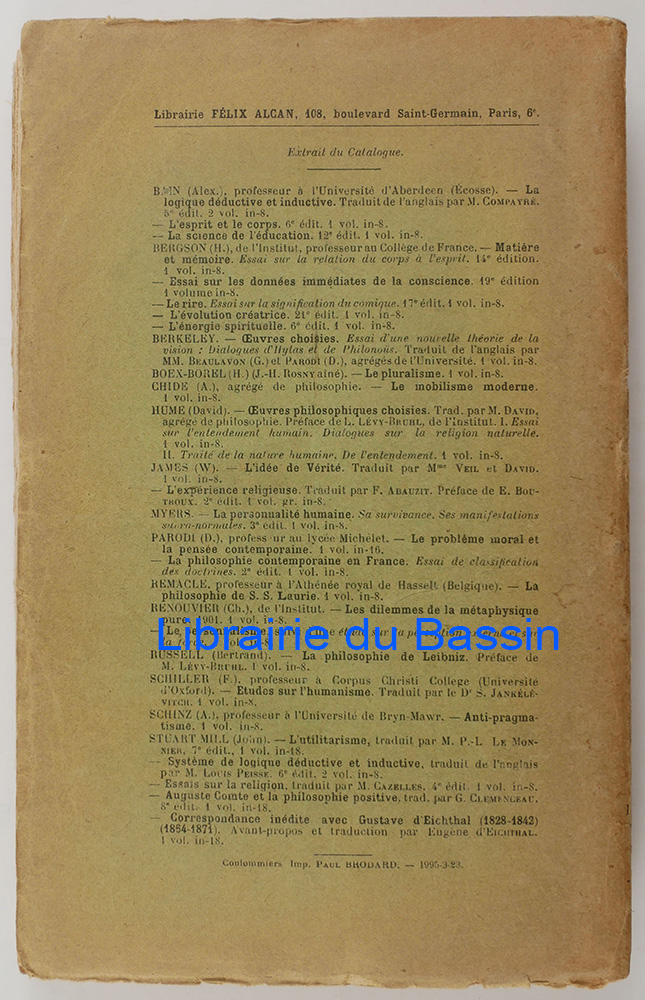 Librairie FÉLIX ALCAN, 108, boulevard Saint-Germain, Paris, 6e.
Extrait du Catalogue.
BAIN (Alex.), professeur à l'Université d'Aberdeen (Écosse). — La
logique déductive et inductive. Traduit de l'anglais par M. COMPAYRÉ.
5e édit. 2 vol. in-8.
— L'esprit et le corps. 6e édit. 1 vol. in-8.
— La science de l'éducation. 12e édit. 1 vol. in-8.
BERGSON (H.), de l'Institut, professeur au Collège de France. — Matière
et mémoire. Essai sur la relation du corps à l'esprit. 14e édition.
1 vol. in-8.
— Essai sur les données immédiates de la conscience. 19e édition
1 volume in-8.
— Le rire. Essai sur la signification du comique. 17e édit. 1 vol. in-8.
— L'évolution créatrice. 21e édit. 1 vol. in-8.
— L'énergie spirituelle. 6e édit. 1 vol. in-8.
BERKELEY. — Œuvres choisies. Essai d'une nouvelle théorie de la
vision ; Dialogues d'Hylas et de Philonoüs. Traduit de l'anglais par
MM. BEAULAVON (G.) et PARODI (D.), agrégés de l'Université. 1 vol. in-8.
BOEX-BOREL (H.) (J.-H. ROSNY aîné). — Le pluralisme. 1 vol. in-8.
CHIDE (A.), agrégé de philosophie. — Le mobilisme moderne.
1 vol. in-8.
HUME (David). — Œuvres philosophiques choisies. Trad. par M. DAVID,
agrégé de philosophie. Préface de L. LÉVY-BRUHL, de l'Institut. I. Essai
sur l'entendement humain. Dialogues sur la religion naturelle.
1 vol. in-8.
II. Traité de la nature humaine. De l'entendement. 1 vol. in-8.
JAMES (W). — L'idée de Vérité. Traduit par Mme VEIL et DAVID.
1 vol. in-8.
— L'expérience religieuse. Traduit par F. ABAUZIT. Préface de E. BOU-
TROUX. 2e édit. 1 vol. gr. in-8.
MYERS. — La personnalité humaine. Sa survivance. Ses manifestations
supra-normales. 3e édit. 1 vol. in-8.
PARODI (D.), profess ur au lycée Michelet. — Le problème moral et
la pensée contemporaine. 1 vol. in-16.
— La philosophie contemporaine en France. Essai de classification
des doctrines. 2e édit. 1 vol. in-8.
REMACLE, professeur à l'Athénée royal de Hasselt (Belgique). — La
philosophie de S. S. Laurie. 1 vol. in-8.
RENOUVIER (Ch.), de l'Institut. — Les dilemmes de la métaphysique
pure. 1901. 1 vol. in-8.
Librairie du Bassin
— Le personnalisme, suivi d'une étude sur la perception externe et sur
la force.
RUSSELL (Bertrand). — La philosophie de Leibniz. Préface de
M. LÉVY-BRUHL. 1 vol. in-8.
SCHILLER (F.), professeur à Corpus Christi College (Université
d'Oxford). — Etudes sur l'humanisme. Traduit par le Dr S. JANKÉLÉ-
VITCH. 1 vol. in-8.
SCHINZ (A.), professeur à l'Université de Bryn-Mawr. — Anti-pragma-
tisme. 1 vol. in-8.
STUART MILL (John). — L'utilitarisme, traduit par M. P.-L. LE MON-
NIER, 7e édit., 1 vol. in-18.
— Système de logique déductive et inductive, traduit de l'anglais
par M. LOUIS PEISSE. 6e édit. 2 vol. in-8.
— Essais sur la religion, traduit par M. CAZELLES. 4e édit. 1 vol. in-8.
— Auguste Comte et la philosophie positive, trad. par G. CLEMENCEAU.
8e édit. 1 vol. in-18.
— Correspondance inédite avec Gustave d'Eichthal (1828-1842)
(1864-1871). Avant-propos et traduction par Eugène d'EICHTHAL.
1 vol. in-18.
Coulommiers Imp. PAUL BRODARD. — 1995-3-23.